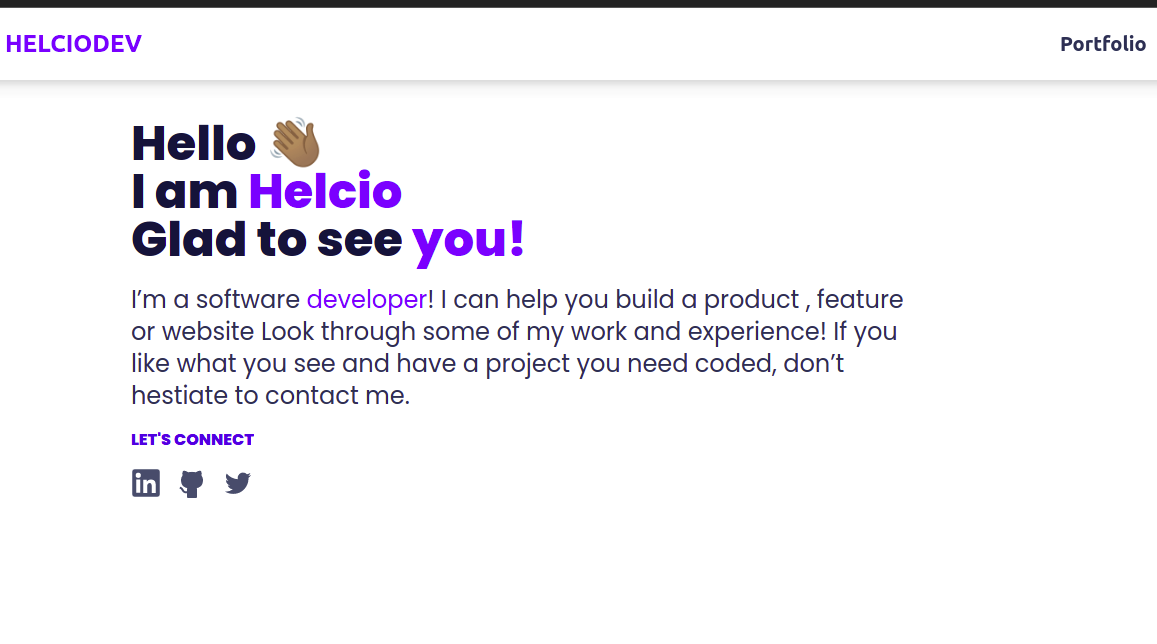 HELCIODEV
Portfolio
Hello 👋🏽
I am Helcio
Glad to see you!
I’m a software developer! I can help you build a product , feature
or website Look through some of my work and experience! If you
like what you see and have a project you need coded, don’t
hestiate to contact me.
LET'S CONNECT
in